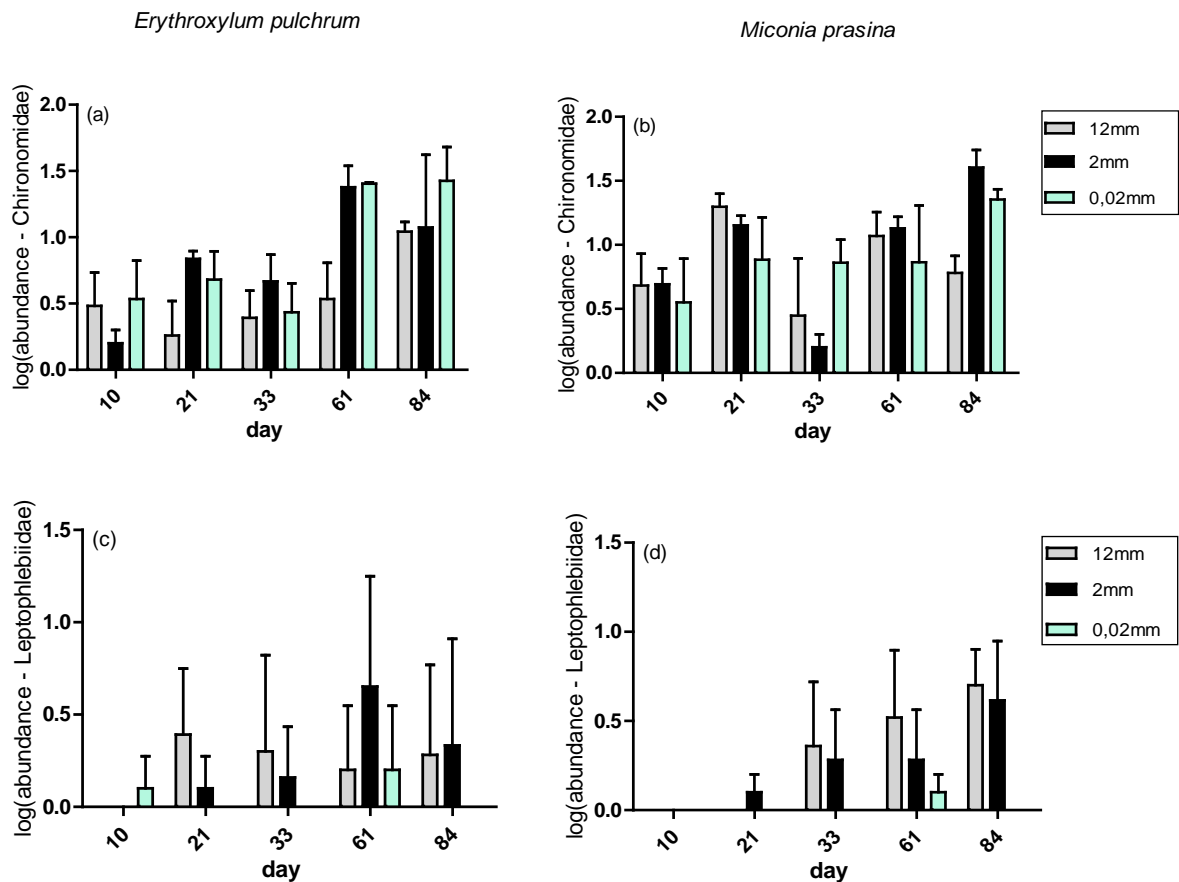 Erythroxylum pulchrum
Miconia prasina
(a)
log(abundance - Chironomidae)
2.0
1.5
1.0
0.5
0.0
10 21 33 61 84
day
(b)
log(abundance - Chironomidae)
2.0
1.5
1.0
0.5
0.0
10 21 33 61 84
day
12mm
2mm
0,02mm
(c)
log(abundance - Leptophlebiidae)
1.5
1.0
0.5
0.0
10 21 33 61 84
day
(d)
log(abundance - Leptophlebiidae)
1.5
1.0
0.5
0.0
10 21 33 61 84
day
12mm
2mm
0,02mm